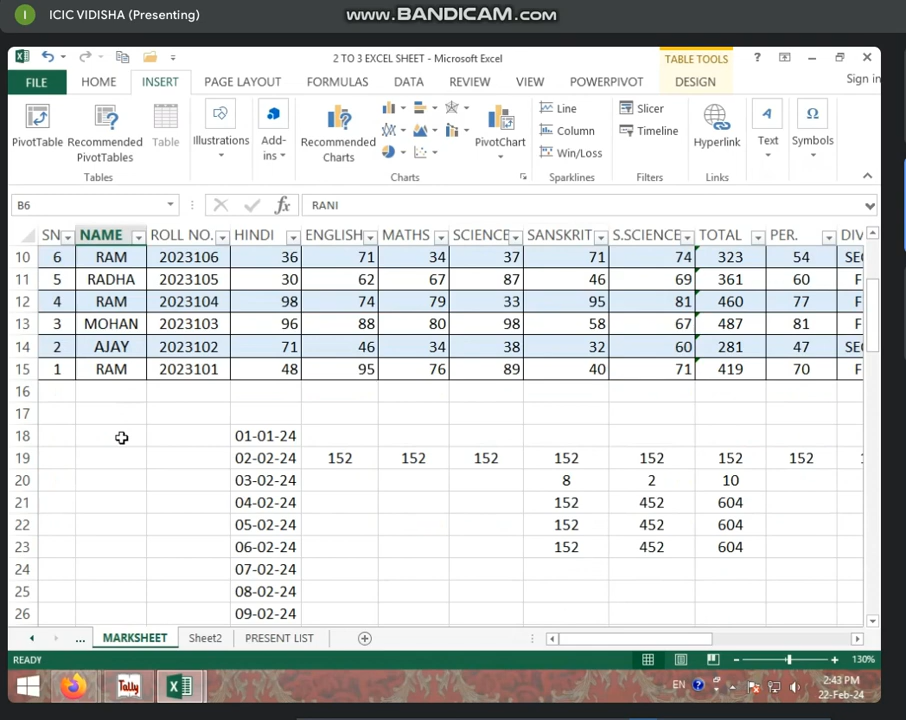 I ICIC VIDISHA (Presenting) www.BANDICAM.com
2 TO 3 EXCEL SHEET - Microsoft Excel TABLE TOOLS ?
FILE HOME INSERT PAGE LAYOUT FORMULAS DATA REVIEW VIEW POWERPIVOT DESIGN Sign in
PivotTable Recommended PivotTables Table Illustrations Add-ins Recommended Charts PivotChart Line Column Win/Loss Slicer Timeline Hyperlink Text Symbols
Tables Charts Sparklines Filters Links
B6 fx RANI
SN NAME ROLL NO. HINDI ENGLISH MATHS SCIENCE SANSKRIT S.SCIENCE TOTAL PER. DIV
10 6 RAM 2023106 36 71 34 37 71 74 323 54 SEC
11 5 RADHA 2023105 30 62 67 87 46 69 361 60 F
12 4 RAM 2023104 98 74 79 33 95 81 460 77 F
13 3 MOHAN 2023103 96 88 80 98 58 67 487 81 F
14 2 AJAY 2023102 71 46 34 38 32 60 281 47 SEC
15 1 RAM 2023101 48 95 76 89 40 71 419 70 F
16
17
18 01-01-24
19 02-02-24 152 152 152 152 152 152 152
20 03-02-24 8 2 10
21 04-02-24 152 452 604
22 05-02-24 152 452 604
23 06-02-24 152 452 604
24 07-02-24
25 08-02-24
26 09-02-24
... MARKSHEET Sheet2 PRESENT LIST
READY 130%
Tally EN 2:43 PM
22-Feb-24